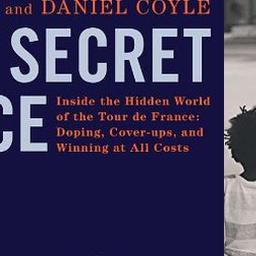 and DANIEL COYLE
SECRET
CE
Inside the Hidden World
of the Tour de France:
Doping, Cover-ups, and
Winning at All Costs